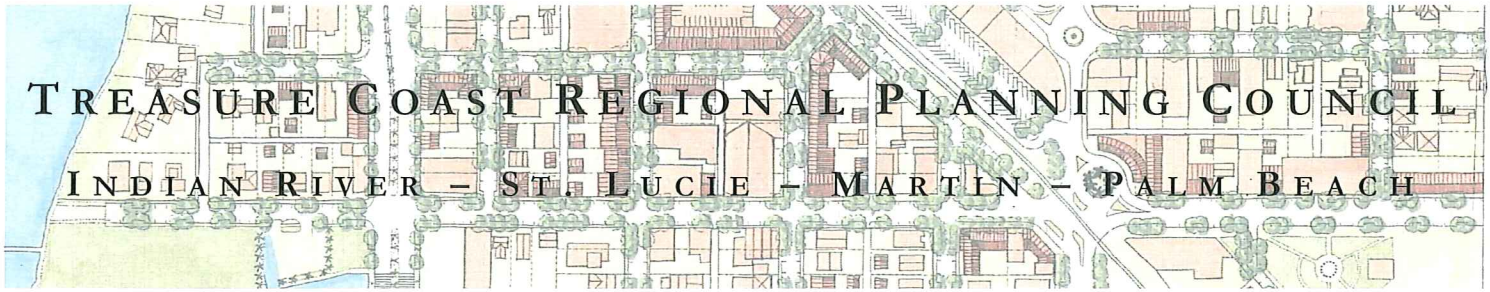 TREASURE COAST REGIONAL PLANNING COUNCIL
INDIAN RIVER – ST. LUCIE – MARTIN – PALM BEACH